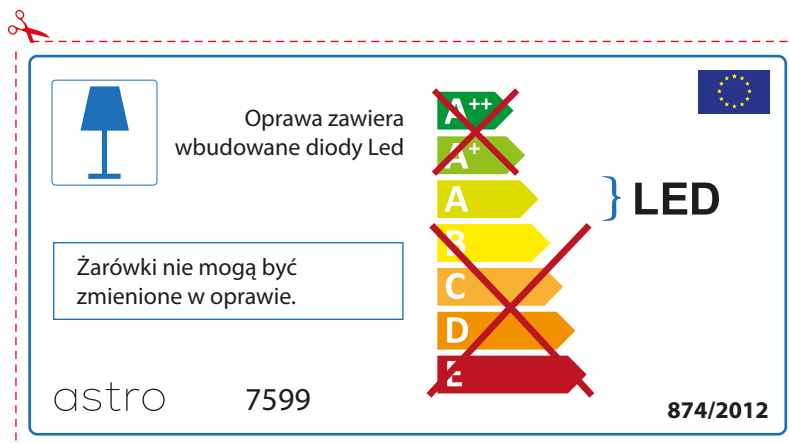 Oprawa zawiera
wbudowane diody Led
Żarówki nie mogą być
zmienione w oprawie.
A++
A+
A
B
C
D
E
LED
astro 7599
874/2012